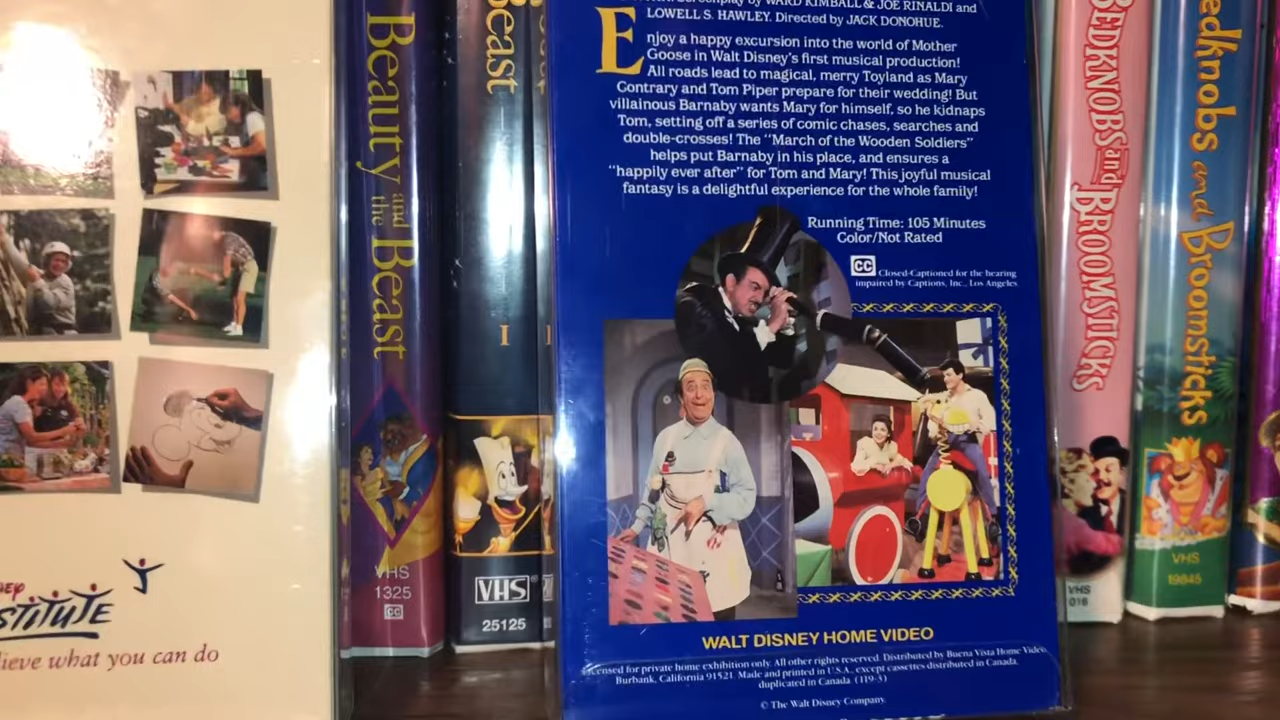 Screenplay by WARD KIMBALL & JOE RINALDI and
LOWELL S. HAWLEY. Directed by JACK DONOHUE.
Enjoy a happy excursion into the world of Mother
Goose in Walt Disney's first musical production!
All roads lead to magical, merry Toyland as Mary
Contrary and Tom Piper prepare for their wedding! But
villainous Barnaby wants Mary for himself, so he kidnaps
Tom, setting off a series of comic chases, searches and
double-crosses! The "March of the Wooden Soldiers"
helps put Barnaby in his place, and ensures a
"happily ever after" for Tom and Mary! This joyful musical
fantasy is a delightful experience for the whole family!
Running Time: 105 Minutes
Color/Not Rated
CC Closed-Captioned for the hearing
impaired by Captions, Inc., Los Angeles
WALT DISNEY HOME VIDEO
Licensed for private home exhibition only. All other rights reserved. Distributed by Buena Vista Home Video,
Burbank, California 91521. Made and printed in U.S.A., except cassettes distributed in Canada,
duplicated in Canada. (119-3)
© The Walt Disney Company.
Beauty and the Beast
VHS
1325
CC
Beast
I
VHS
25125
BEDKNOBS and BROOMSTICKS
VHS
016
edknobs and Broomsticks
VHS
19845
ieve what you can do